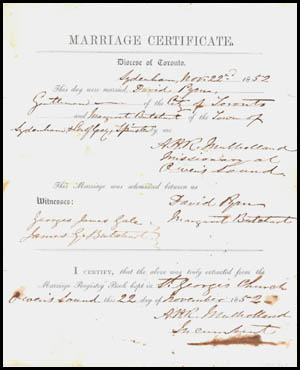 MARRIAGE CERTIFICATE.
Diocese of Toronto.
Sydenham, Nov. 22nd 1852
This day were married David Pyne
Gentleman of the City of Toronto
and Margaret Butchart of the Town of
Sydenham Spinster by me
A.H.R. Mulholland
Missionary at
Owen's Sound
This Marriage was solemnized between us
Witnesses: David Pyne
George Jones Gale Margaret Butchart
James G. Butchart
I CERTIFY, that the above was truly extracted from the
Marriage Registry Book kept in St. George's Church
Owen's Sound this 22 day of November 1852
A.H.R. Mulholland
Incumbent